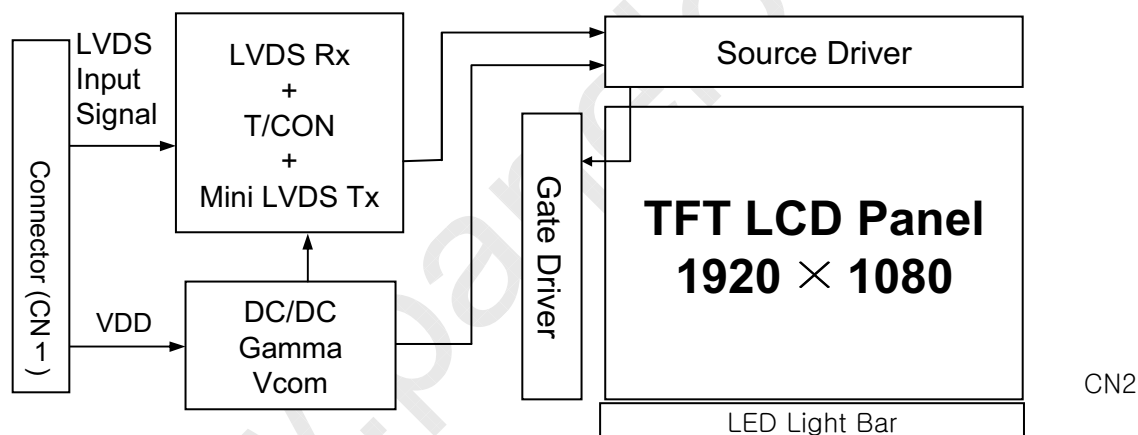 LVDS
Input
Signal
Connector (CN1)
VDD
LVDS Rx
+
T/CON
+
Mini LVDS Tx
DC/DC
Gamma
Vcom
Source Driver
Gate Driver
TFT LCD Panel
1920 × 1080
LED Light Bar
CN2